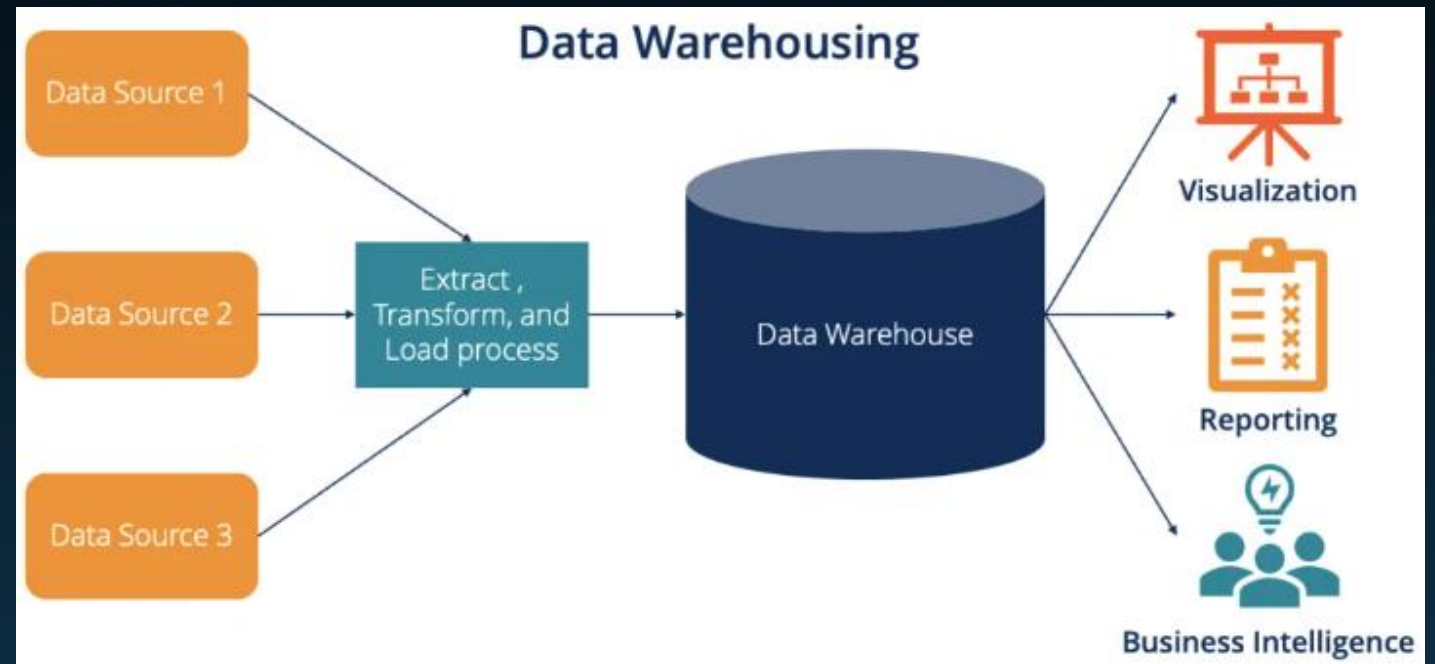 Data Warehousing
Data Source 1
Data Source 2
Data Source 3
Extract ,
Transform, and
Load process
Data Warehouse
Visualization
Reporting
Business Intelligence